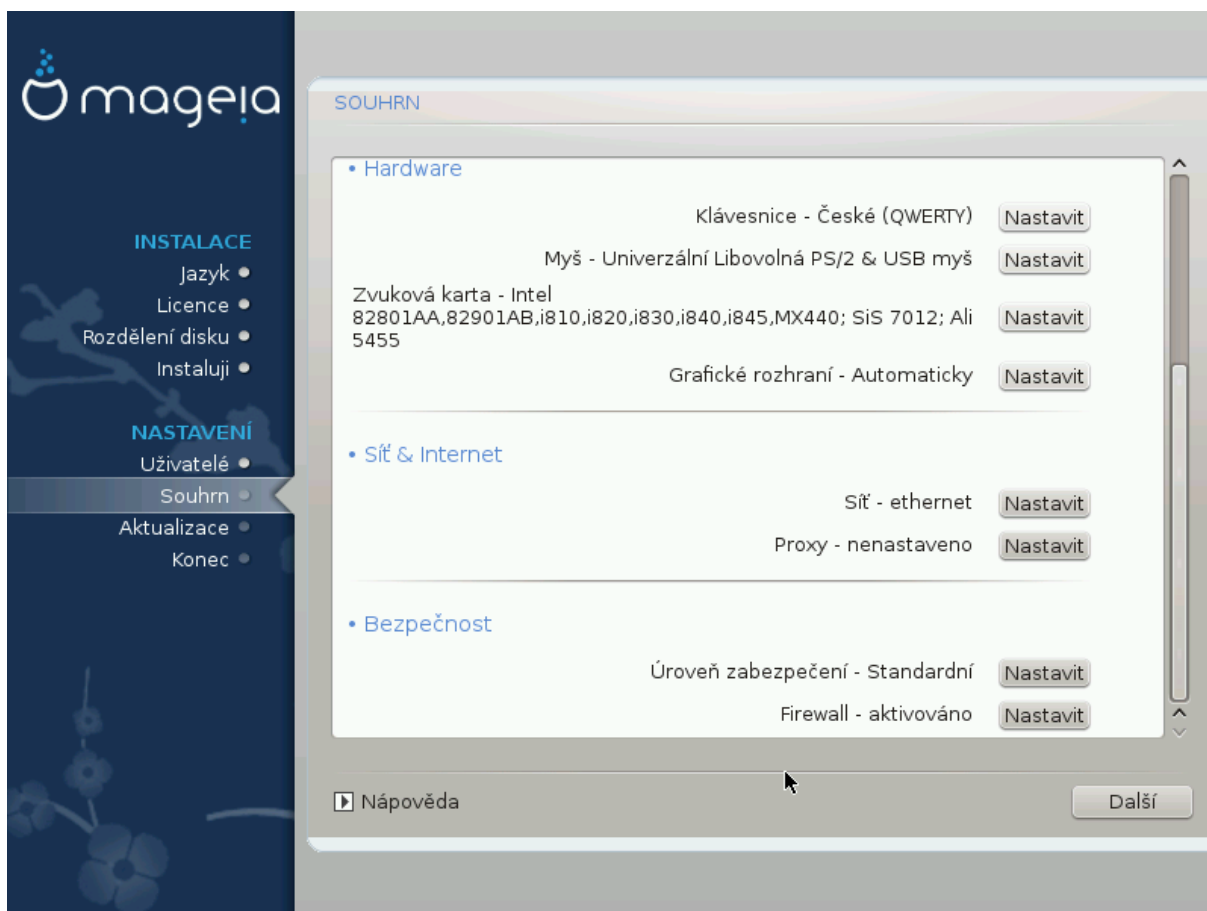 mageia
INSTALACE
Jazyk
Licence
Rozdělení disku
Instaluji
NASTAVENÍ
Uživatelé
Souhrn
Aktualizace
Konec
SOUHRN
• Hardware
Klávesnice - České (QWERTY) Nastavit
Myš - Univerzální Libovolná PS/2 & USB myš Nastavit
Zvuková karta - Intel
82801AA,82901AB,i810,i820,i830,i840,i845,MX440; SiS 7012; Ali Nastavit
5455
Grafické rozhraní - Automaticky Nastavit
• Síť & Internet
Síť - ethernet Nastavit
Proxy - nenastaveno Nastavit
• Bezpečnost
Úroveň zabezpečení - Standardní Nastavit
Firewall - aktivováno Nastavit
Nápověda
Další